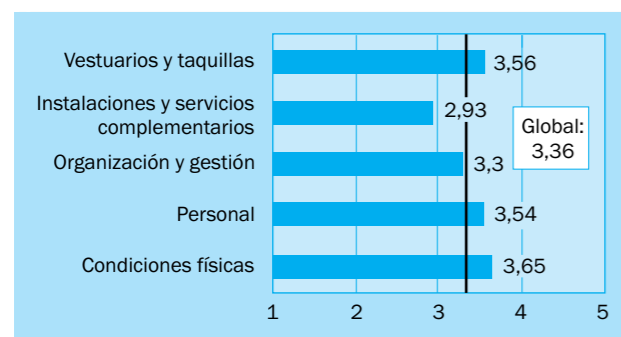 Vestuarios y taquillas
3,56
Instalaciones y servicios
complementarios
2,93
Global:
3,36
Organización y gestión
3,3
Personal
3,54
Condiciones físicas
3,65
1 2 3 4 5